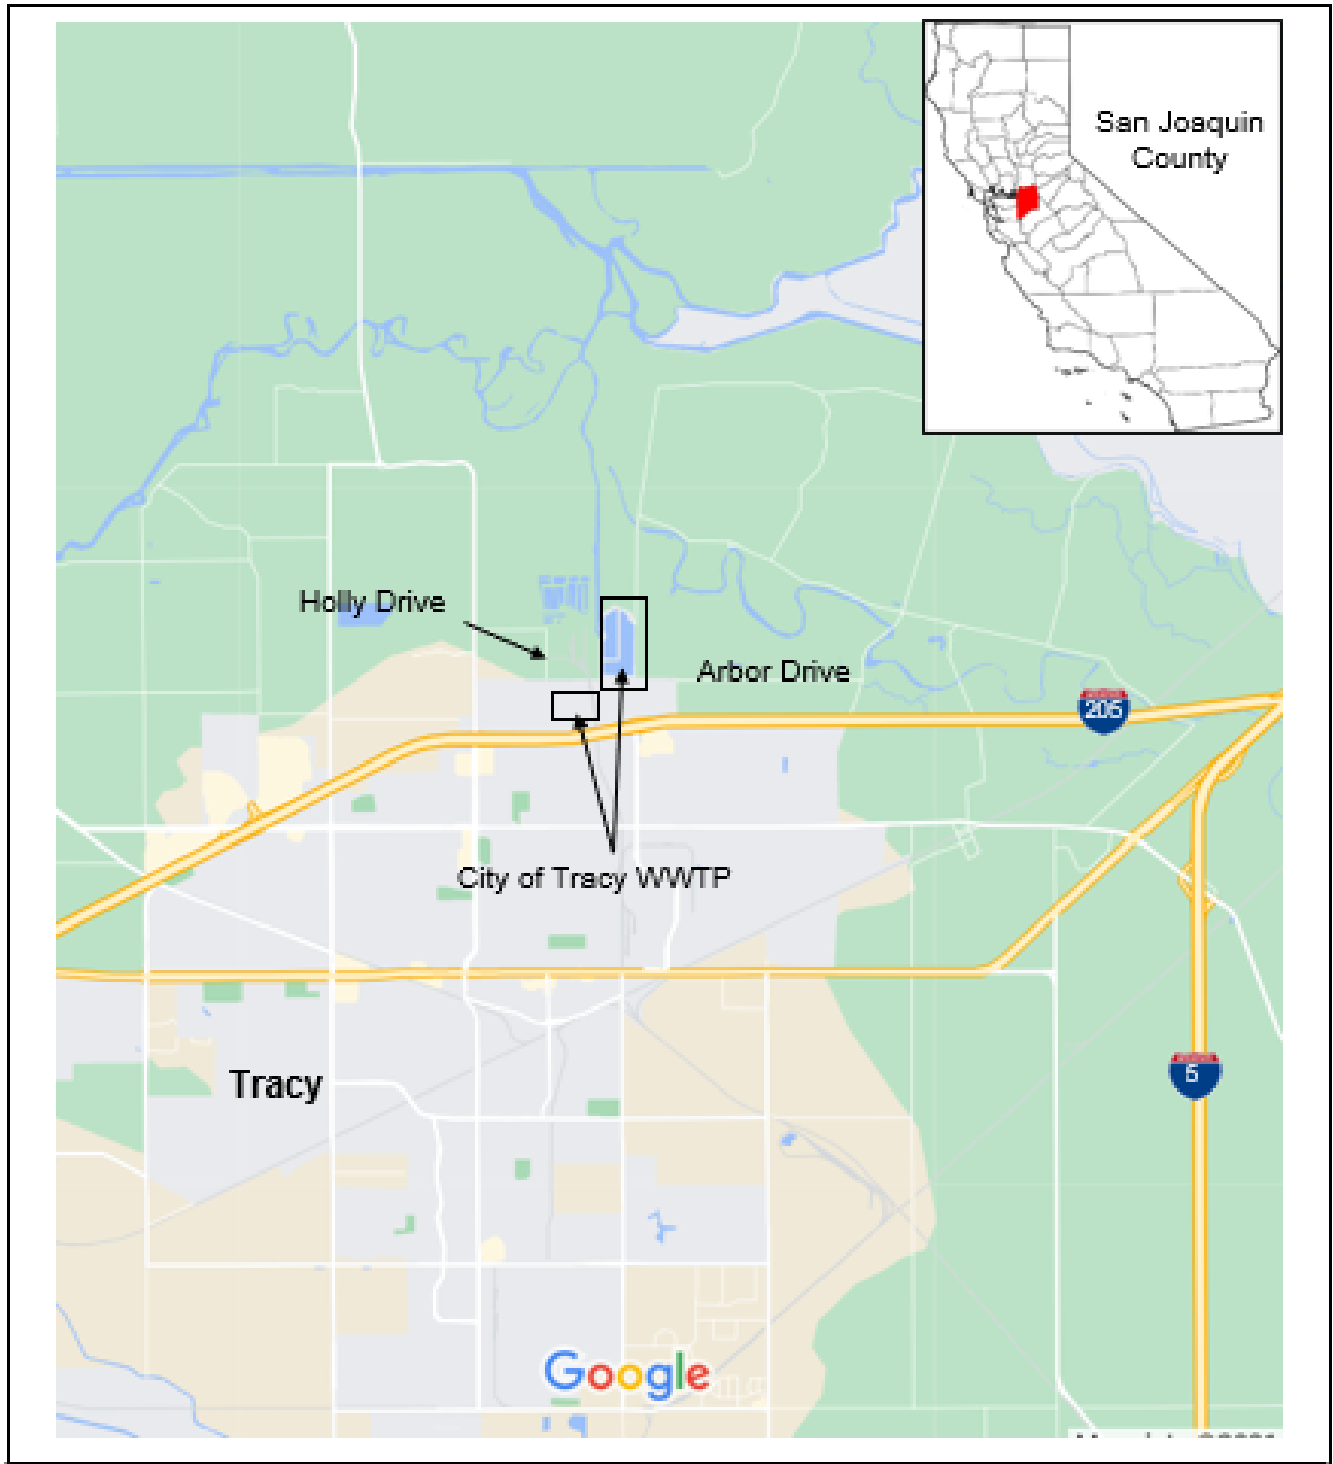 San Joaquin
County
Holly Drive
Arbor Drive
205
City of Tracy WWTP
Tracy
5
Google